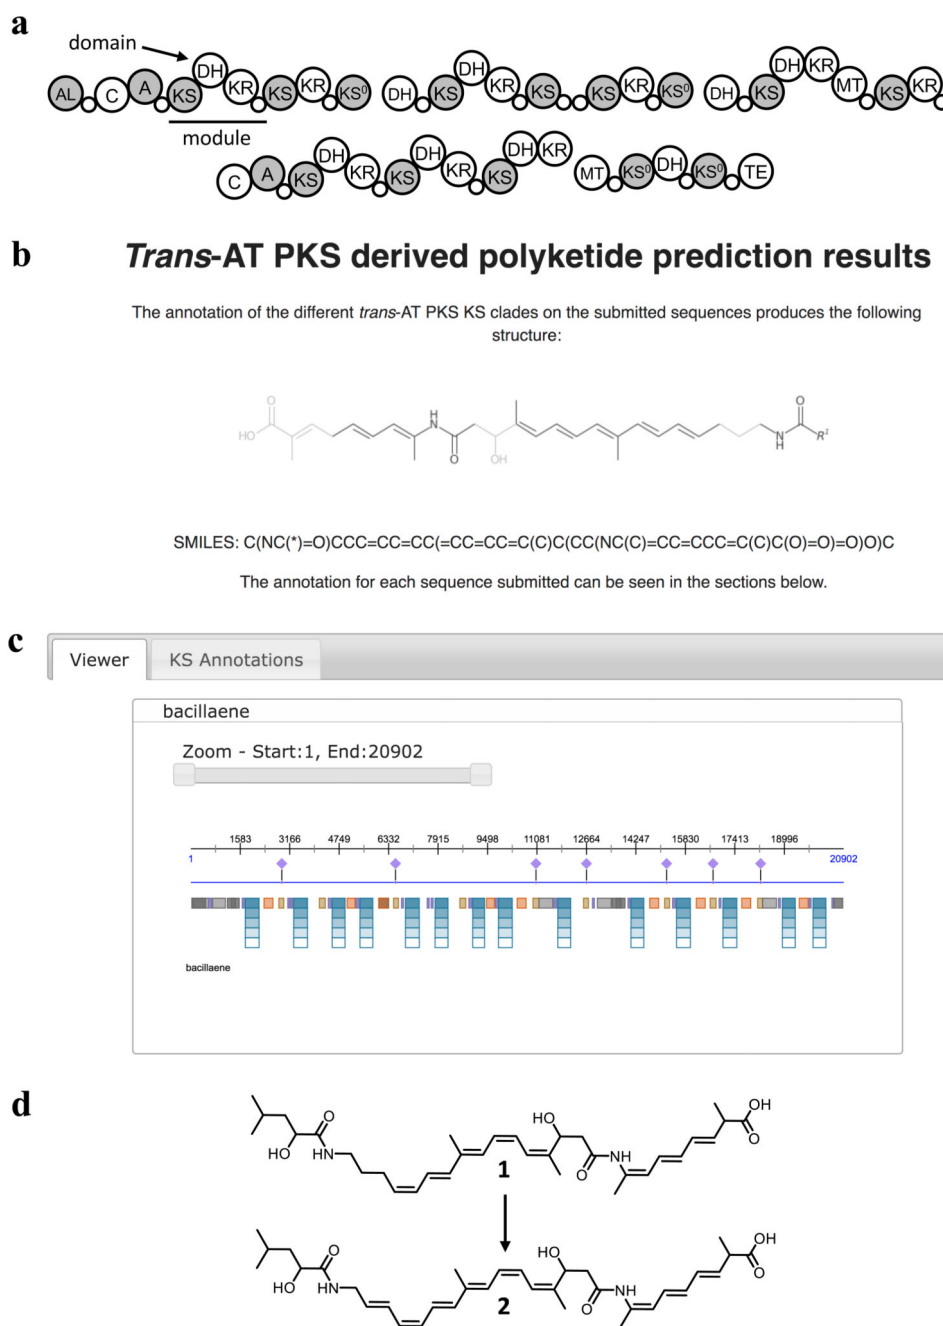 a
domain
AL C A KS DH KR KS KR KS⁰ DH KS DH KR KS KS KR KS⁰ DH KS DH KR MT KS KR
module
C A KS DH KR KS DH KR KS DH KR MT KS⁰ DH KS⁰ TE
b
Trans-AT PKS derived polyketide prediction results
The annotation of the different trans-AT PKS KS clades on the submitted sequences produces the following
structure:
O HO H N O OH N H O R¹
SMILES: C(NC(*)=O)CCC=CC=CC(=CC=CC=C(C)C(CC(NC(C)=CC=CCC=C(C)C(O)=O)=O)O)C
The annotation for each sequence submitted can be seen in the sections below.
c
Viewer KS Annotations
bacillaene
Zoom - Start:1, End:20902
1583 3166 4749 6332 7915 9498 11081 12664 14247 15830 17413 18996
1 20902
bacillaene
d
HO O HN HO O NH OH O
1
HO O HN HO O NH OH O
2